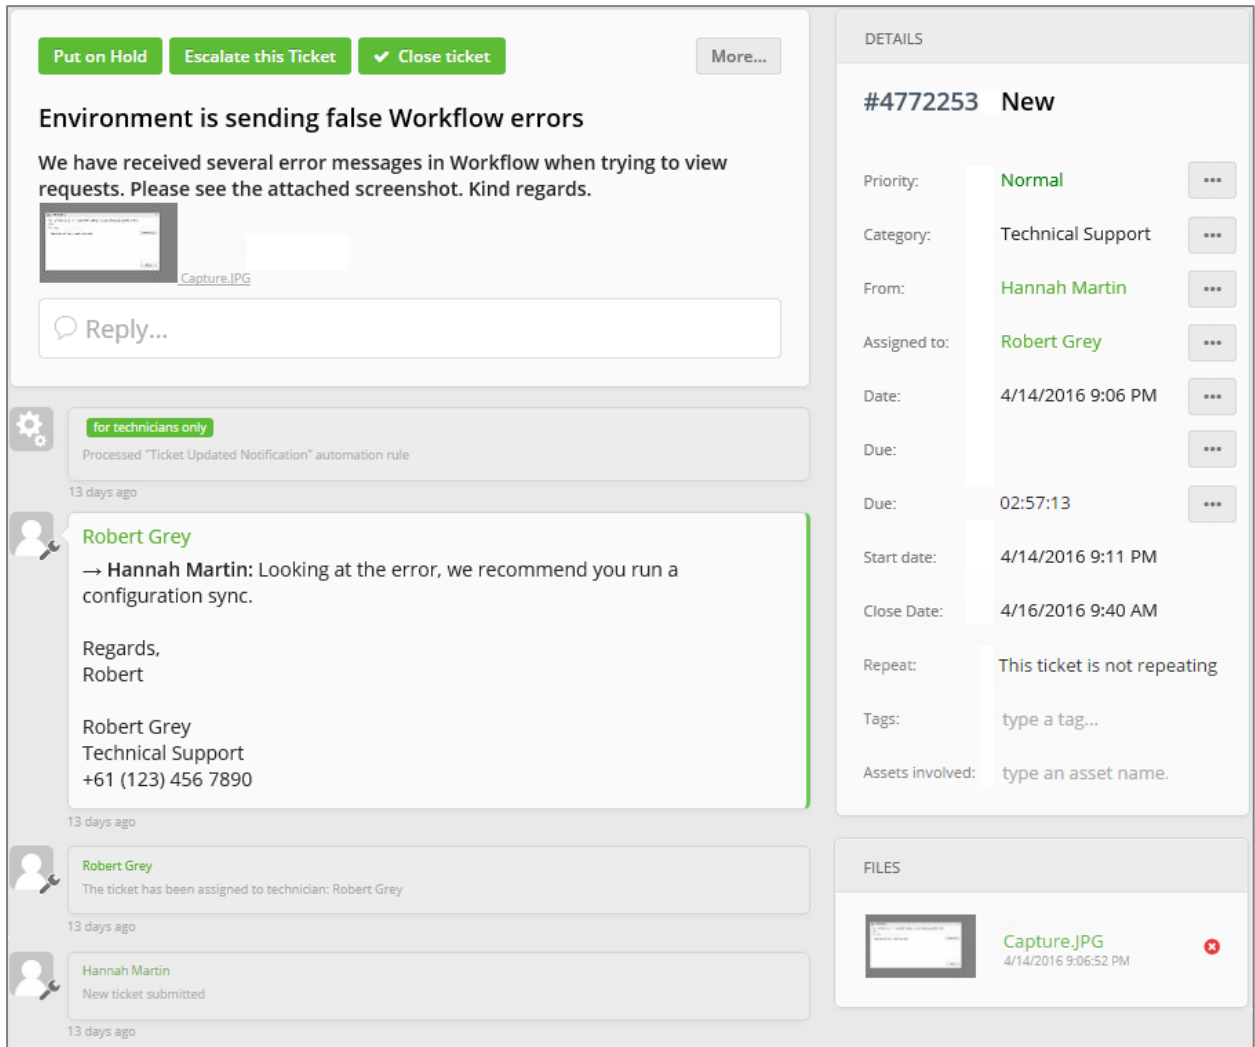 Put on Hold
Escalate this Ticket
Close ticket
More...
Environment is sending false Workflow errors
We have received several error messages in Workflow when trying to view
requests. Please see the attached screenshot. Kind regards.
Capture.JPG
Reply...
for technicians only
Processed "Ticket Updated Notification" automation rule
13 days ago
Robert Grey
→ Hannah Martin: Looking at the error, we recommend you run a
configuration sync.
Regards,
Robert
Robert Grey
Technical Support
+61 (123) 456 7890
13 days ago
Robert Grey
The ticket has been assigned to technician: Robert Grey
13 days ago
Hannah Martin
New ticket submitted
13 days ago
DETAILS
#4772253 New
Priority: Normal
Category: Technical Support
From: Hannah Martin
Assigned to: Robert Grey
Date: 4/14/2016 9:06 PM
Due:
Due: 02:57:13
Start date: 4/14/2016 9:11 PM
Close Date: 4/16/2016 9:40 AM
Repeat: This ticket is not repeating
Tags: type a tag...
Assets involved: type an asset name.
FILES
Capture.JPG
4/14/2016 9:06:52 PM